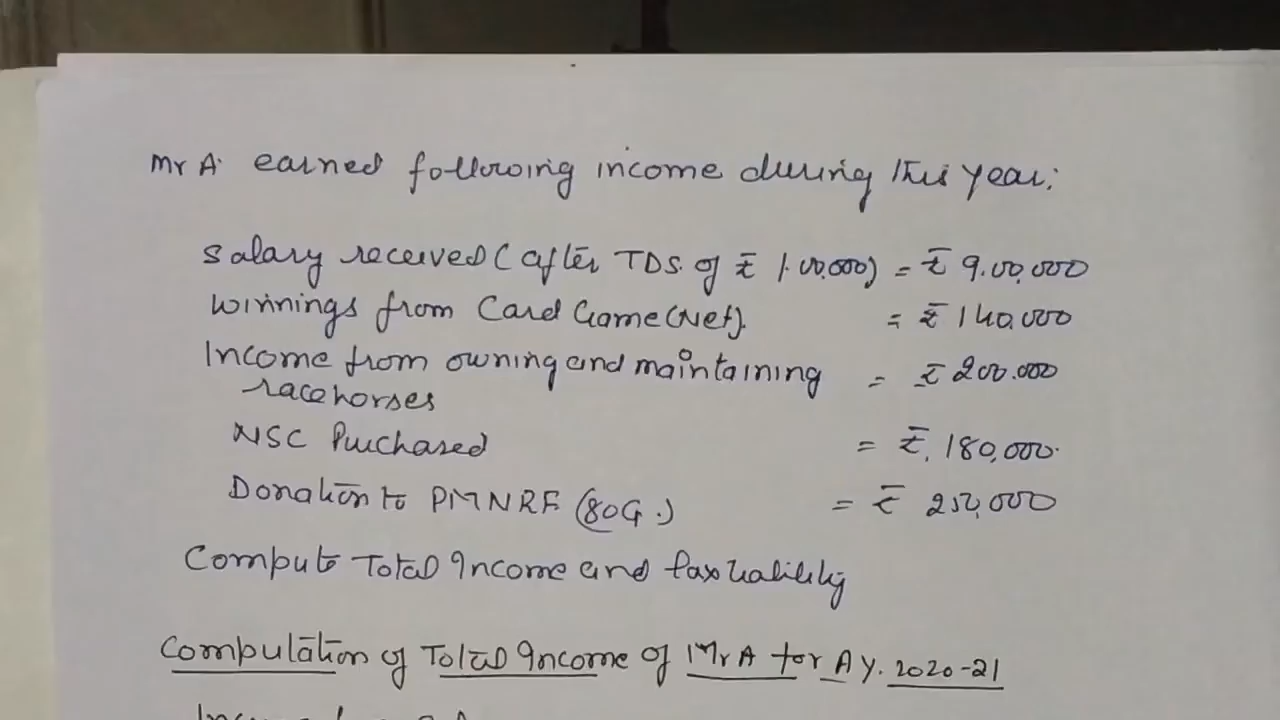 Mr A. earned following income during this year:
Salary received (after TDS. of ₹ 1.00,000) = ₹ 9.00,000
Winnings from Card Game (Net). = ₹ 140,000
Income from owning and maintaining = ₹ 200.000
racehorses
NSC Purchased = ₹. 180,000.
Donation to PMNRF (80G.) = ₹ 250,000
Compute Total Income and tax liability
Computation of Total Income of Mr A for A Y. 2020-21